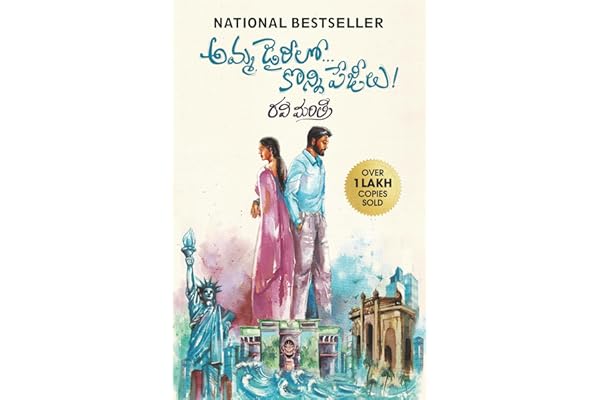 NATIONAL BESTSELLER
అమ్మ డైరీలో...
కొన్ని పేజీలు!
రవి మంత్రి
OVER
1 LAKH
COPIES
SOLD